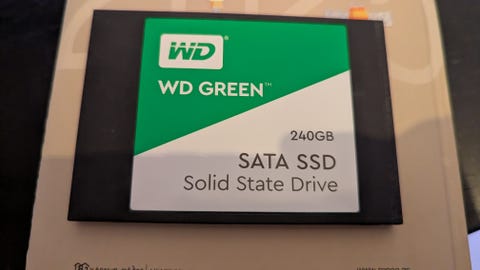 WD®
WD GREEN™
240GB
SATA SSD
Solid State Drive